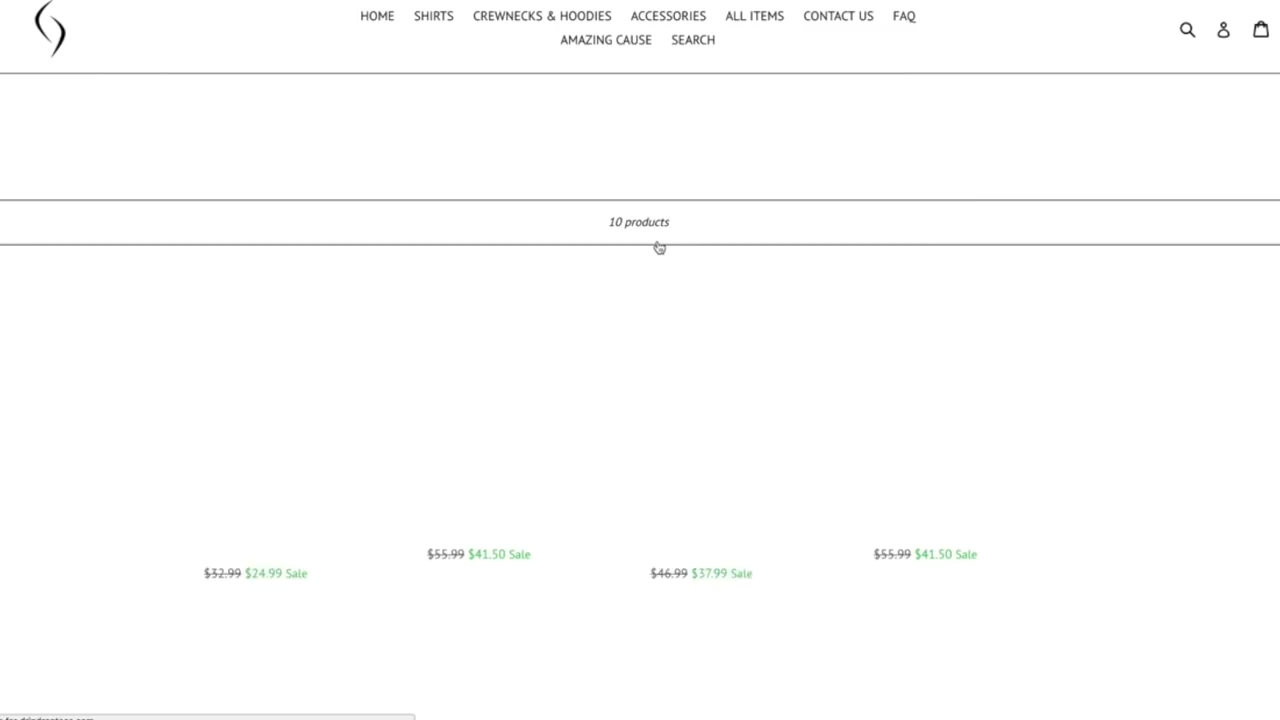 HOME SHIRTS CREWNECKS & HOODIES ACCESSORIES ALL ITEMS CONTACT US FAQ
AMAZING CAUSE SEARCH
10 products
$55.99 $41.50 Sale
$55.99 $41.50 Sale
$32.99 $24.99 Sale
$46.99 $37.99 Sale